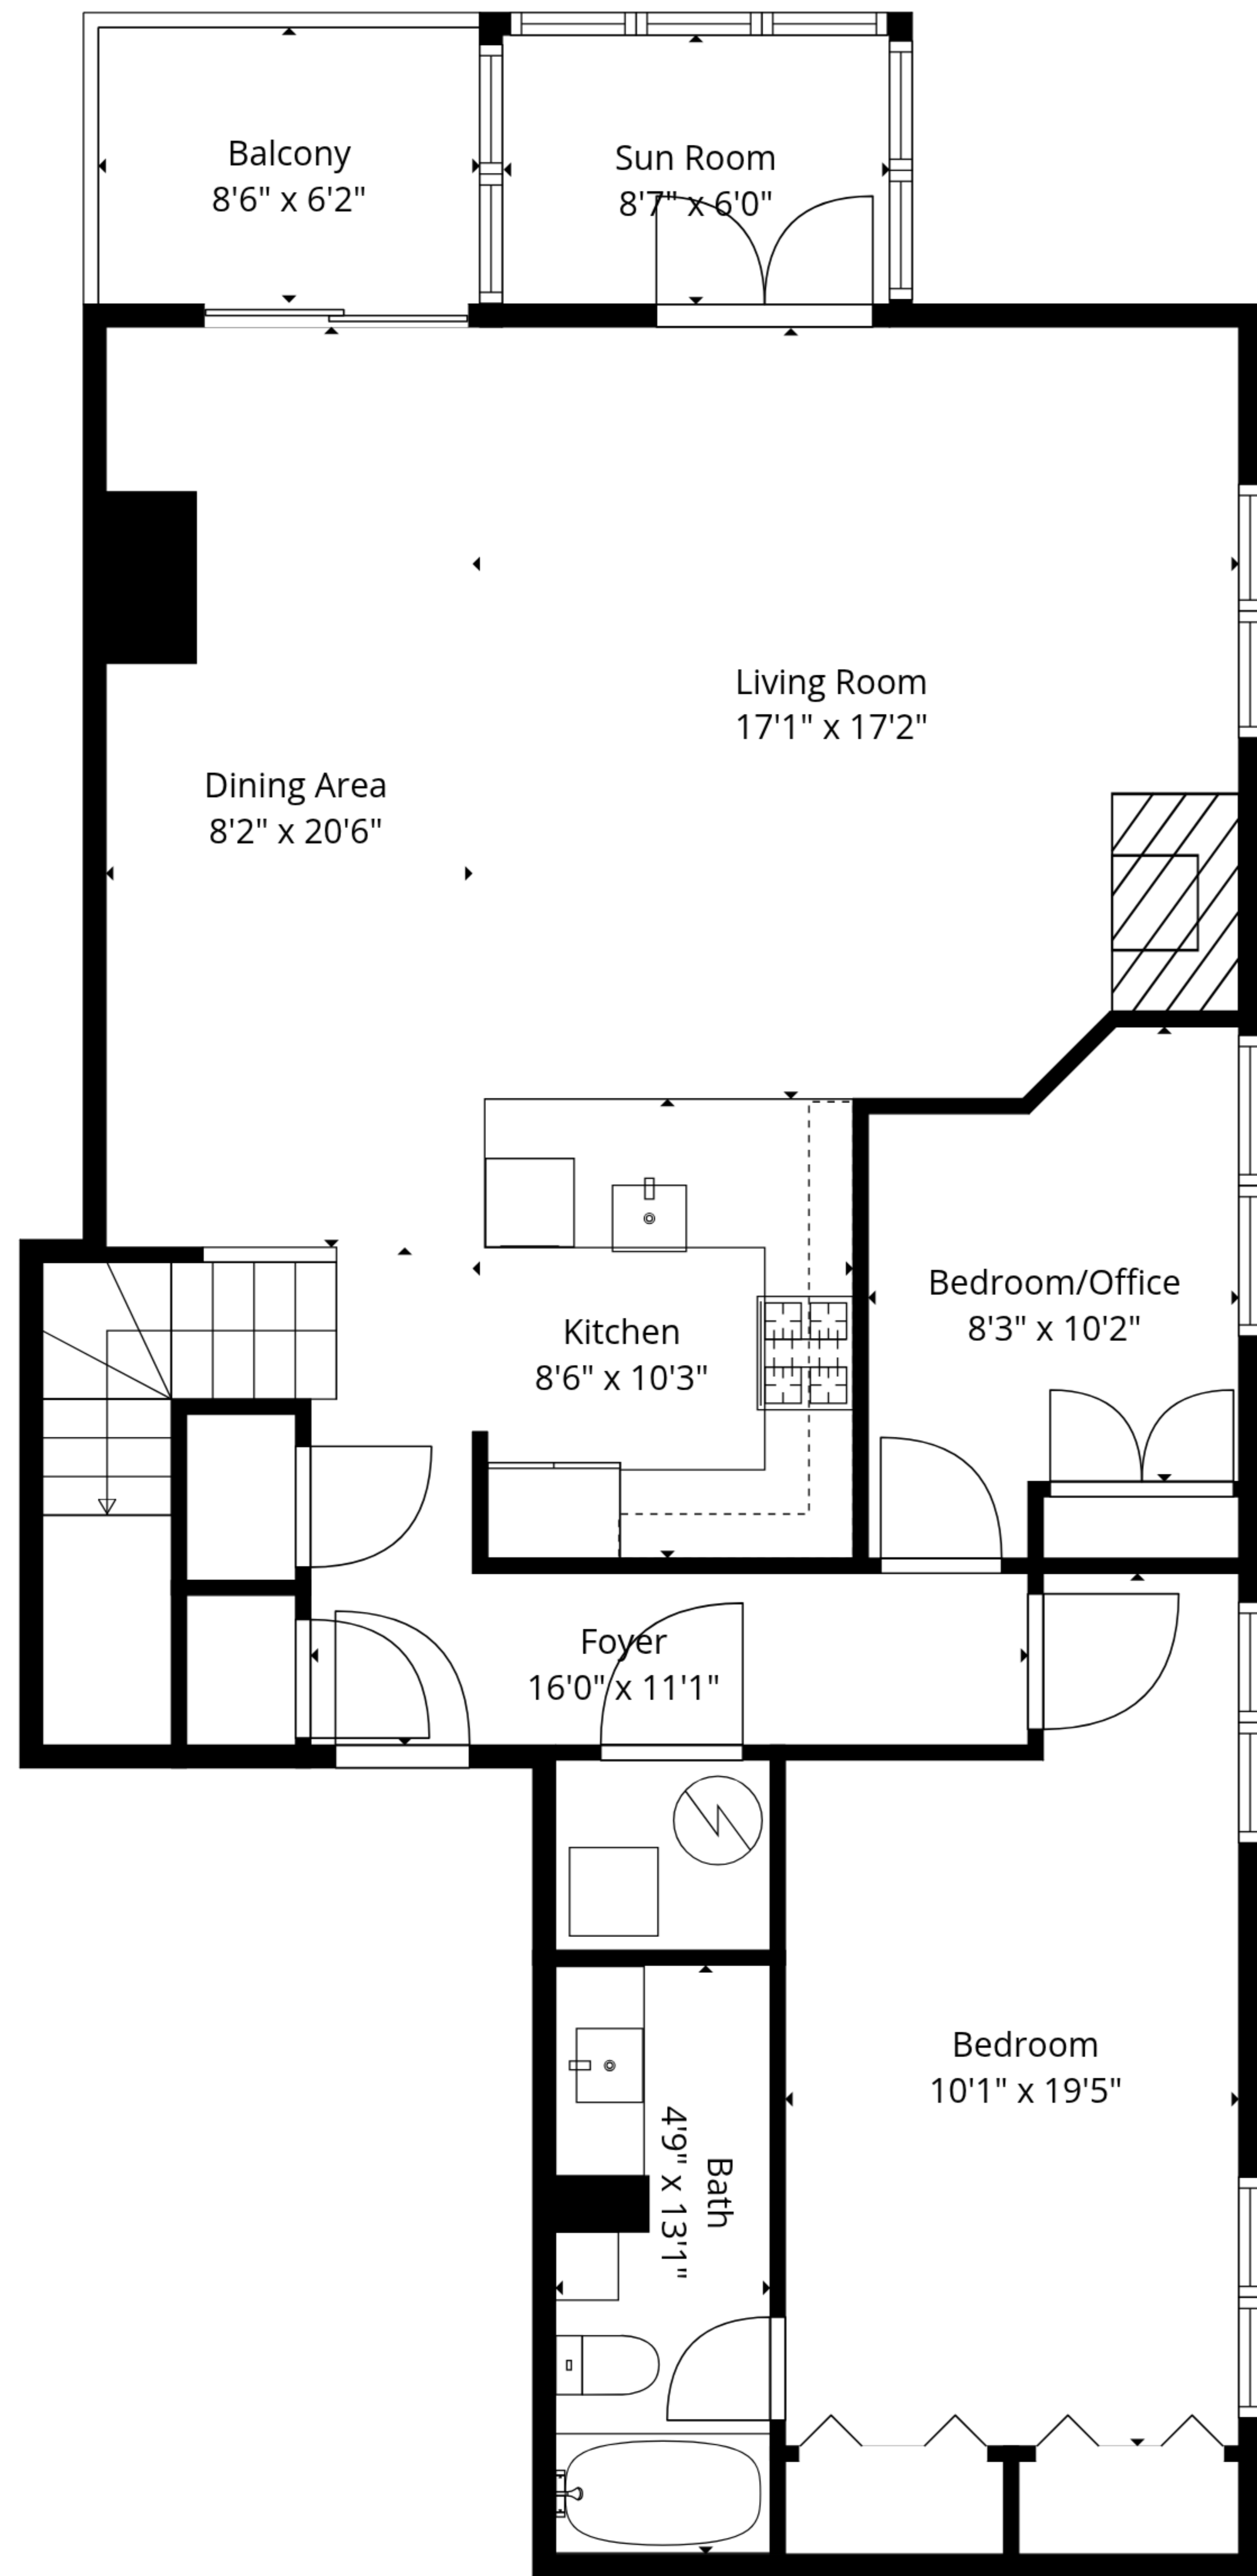 Balcony
8'6" x 6'2"
Sun Room
8'7" x 6'0"
Living Room
17'1" x 17'2"
Dining Area
8'2" x 20'6"
Bedroom/Office
8'3" x 10'2"
Kitchen
8'6" x 10'3"
Foyer
16'0" x 11'1"
Bedroom
10'1" x 19'5"
Bath
4'9" x 13'1"